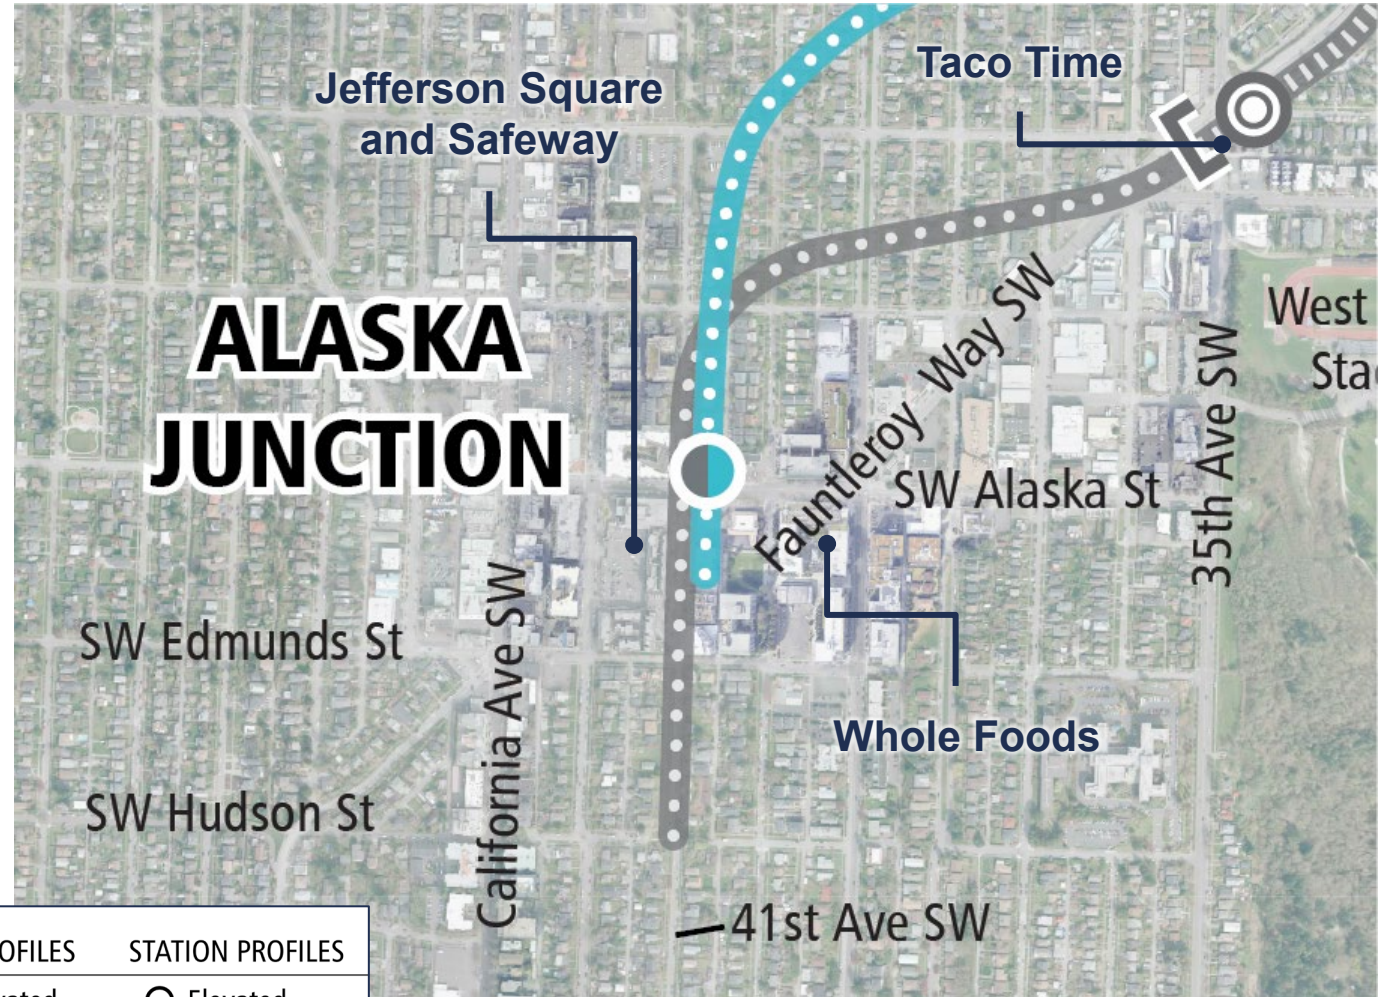 Taco Time
Jefferson Square
and Safeway
ALASKA
JUNCTION
Fauntleroy Way SW
West
SW Alaska St
35th Ave SW
SW Edmunds St
California Ave SW
Whole Foods
SW Hudson St
41st Ave SW
STATION PROFILES
Elevated